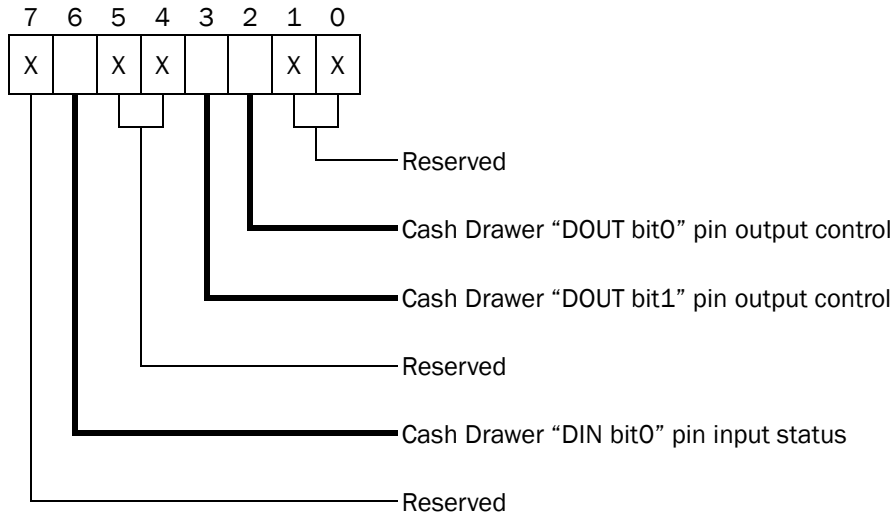 7 6 5 4 3 2 1 0
X X X X X
Reserved
Cash Drawer “DOUT bit0” pin output control
Cash Drawer “DOUT bit1” pin output control
Reserved
Cash Drawer “DIN bit0” pin input status
Reserved